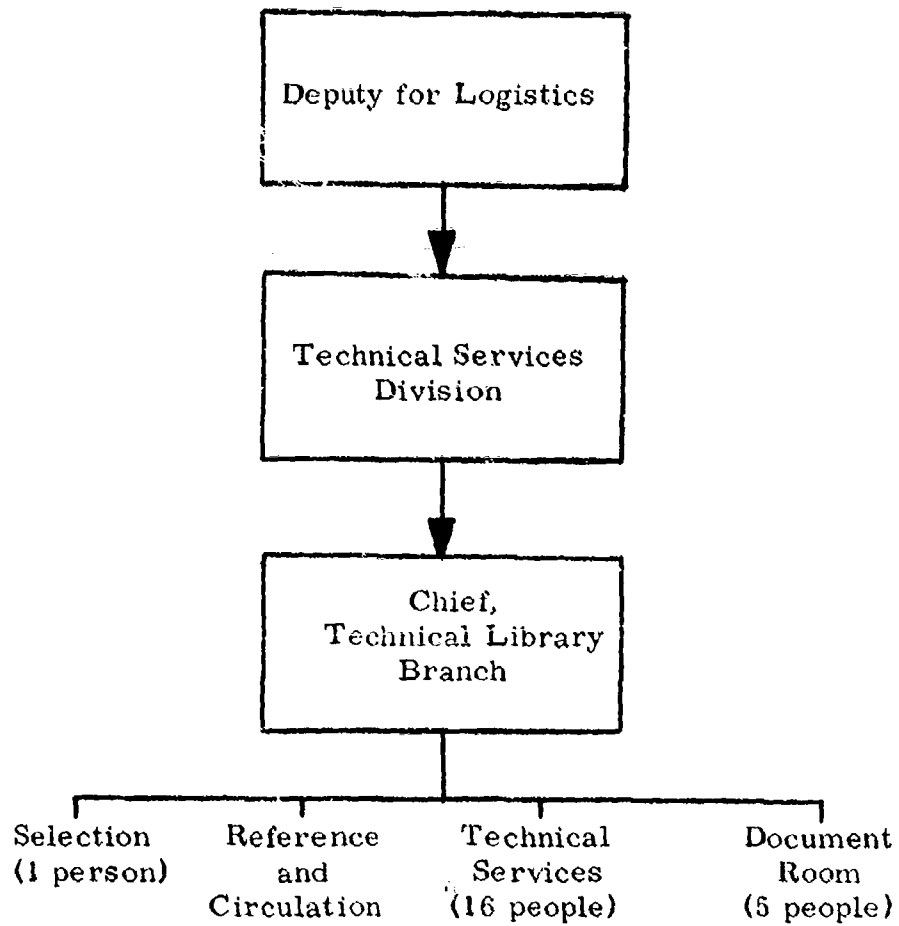 Deputy for Logistics
Technical Services
Division
Chief,
Technical Library
Branch
Selection
(1 person)
Reference
and
Circulation
Technical
Services
(16 people)
Document
Room
(5 people)